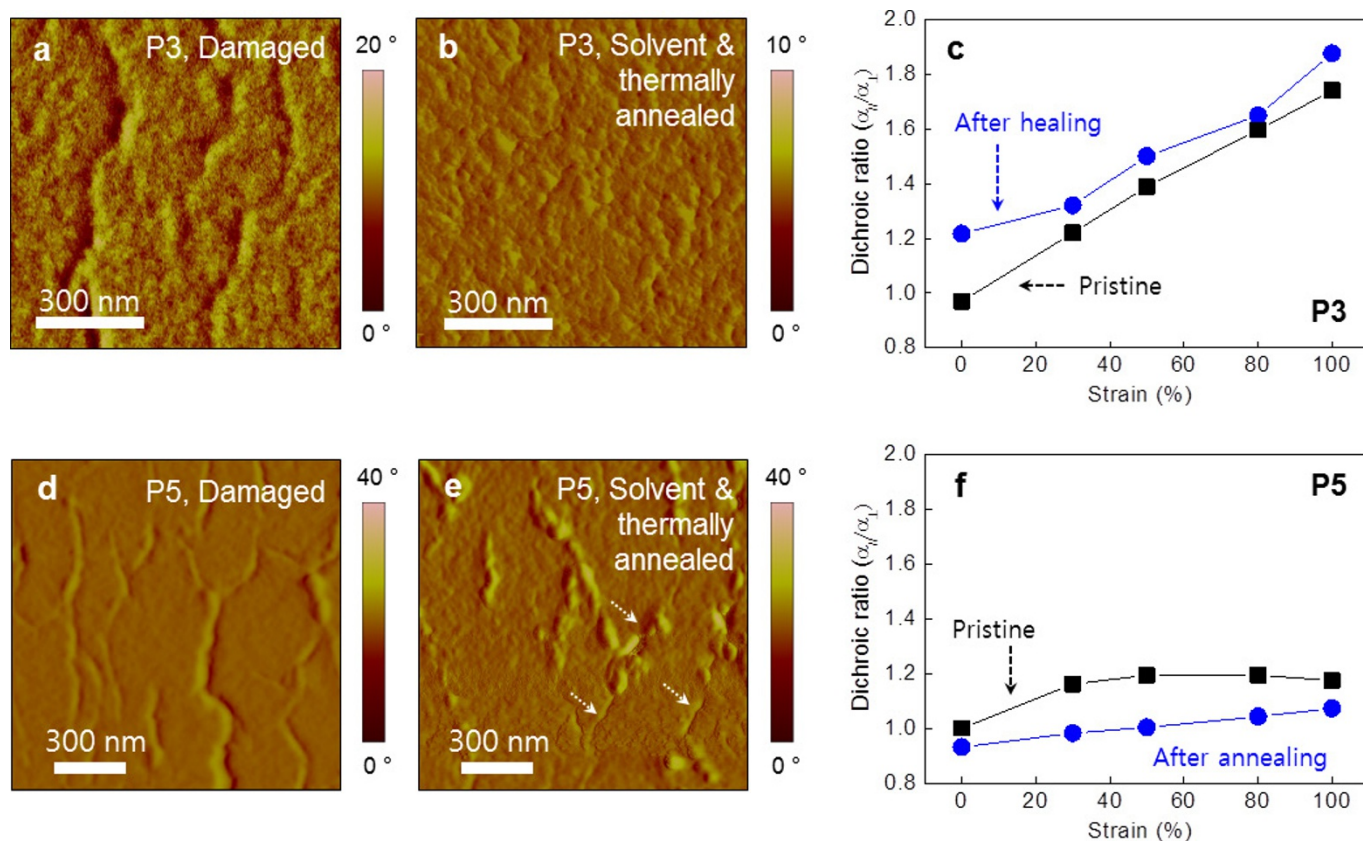 a
P3, Damaged
20 °
0 °
300 nm
b
P3, Solvent &
thermally
annealed
10 °
0 °
300 nm
c
2.0
1.8
1.6
1.4
1.2
1.0
0.8
Dichroic ratio (α∥/α⊥)
After healing
Pristine
P3
0 20 40 60 80 100
Strain (%)
d
P5, Damaged
40 °
0 °
300 nm
e
P5, Solvent &
thermally
annealed
40 °
0 °
300 nm
f
P5
2.0
1.8
1.6
1.4
1.2
1.0
0.8
Dichroic ratio (α∥/α⊥)
Pristine
After annealing
0 20 40 60 80 100
Strain (%)